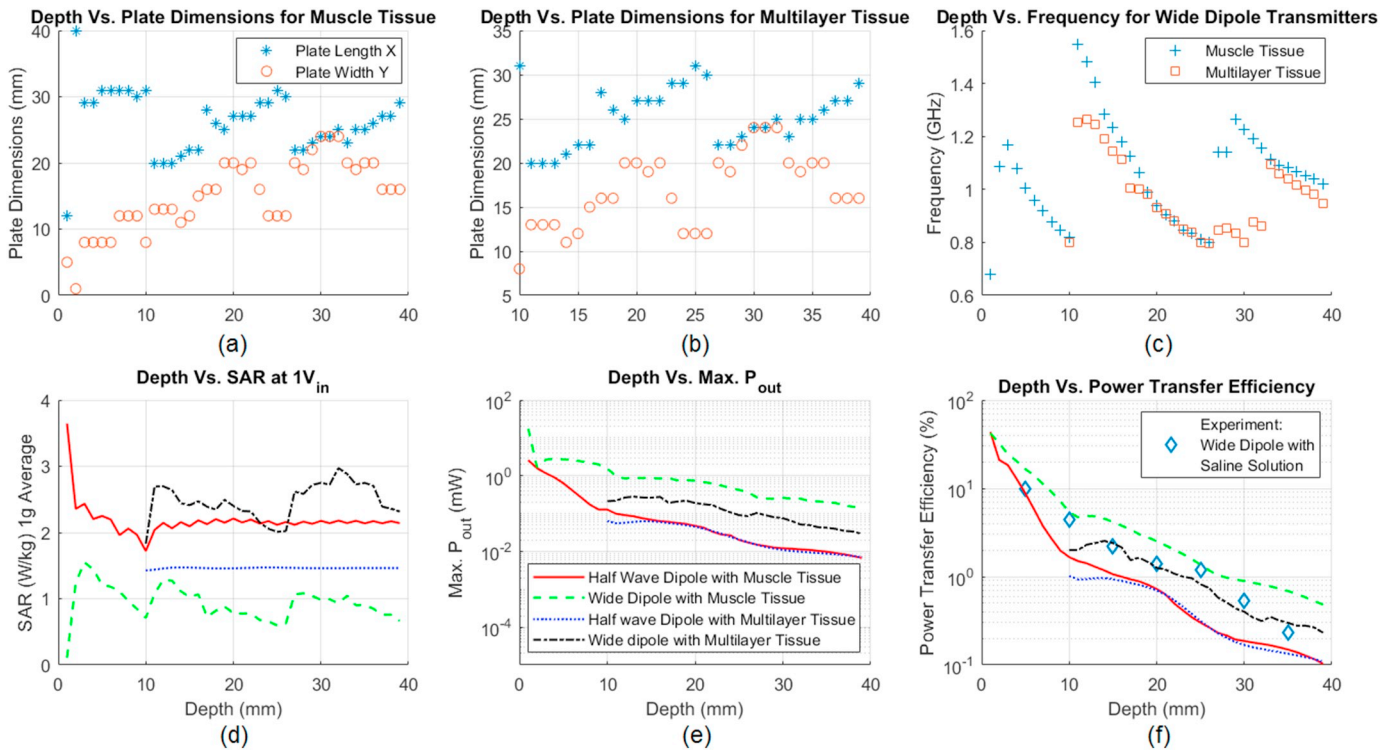 Depth Vs. Plate Dimensions for Muscle Tissue
Plate Dimensions (mm)
40
30
20
10
0
Plate Length X
Plate Width Y
0 10 20 30 40
(a)
Depth Vs. Plate Dimensions for Multilayer Tissue
Plate Dimensions (mm)
40
35
30
25
20
15
10
5
10 15 20 25 30 35 40
(b)
Depth Vs. Frequency for Wide Dipole Transmitters
Frequency (GHz)
1.6
1.4
1.2
1
0.8
0.6
Muscle Tissue
Multilayer Tissue
0 10 20 30 40
(c)
Depth Vs. SAR at 1Vin
SAR (W/kg) 1g Average
4
3
2
1
0
0 10 20 30 40
Depth (mm)
(d)
Depth Vs. Max. Pout
Max. Pout (mW)
10^2
10^0
10^-2
10^-4
Half Wave Dipole with Muscle Tissue
Wide Dipole with Muscle Tissue
Half wave Dipole with Multilayer Tissue
Wide dipole with Multilayer Tissue
0 10 20 30 40
Depth (mm)
(e)
Depth Vs. Power Transfer Efficiency
Power Transfer Efficiency (%)
10^2
10^1
10^0
10^-1
Experiment:
Wide Dipole with
Saline Solution
0 10 20 30 40
Depth (mm)
(f)